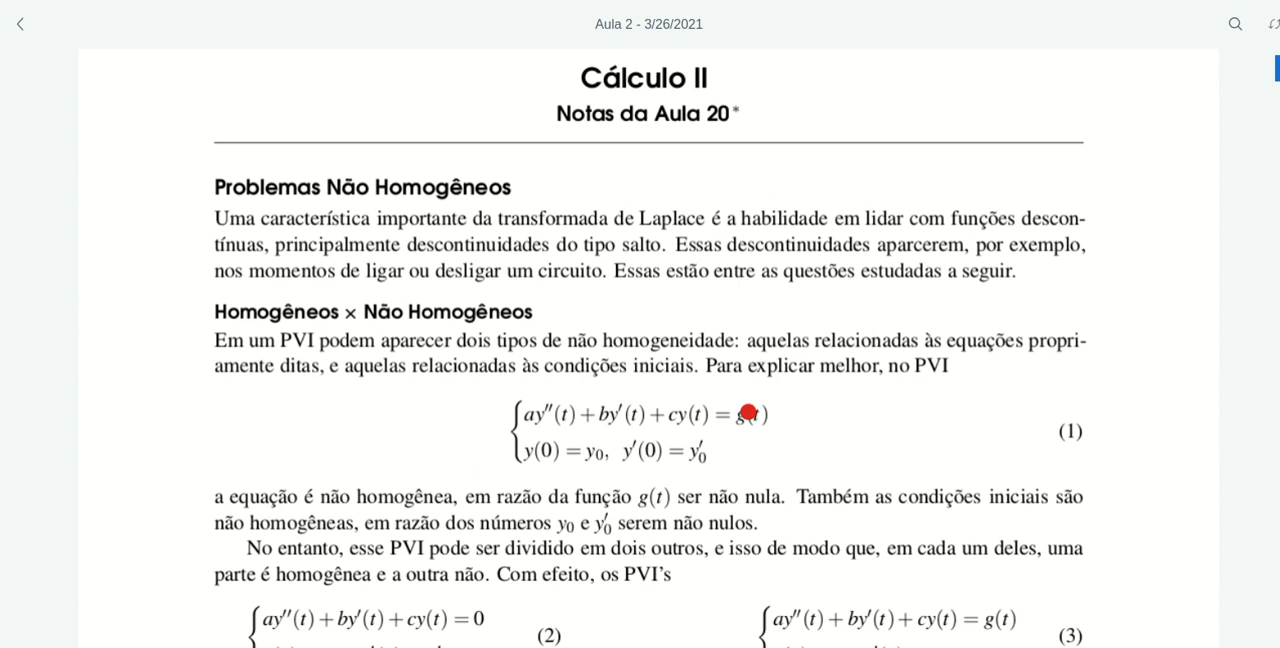 Aula 2 - 3/26/2021
Cálculo II
Notas da Aula 20*
Problemas Não Homogêneos
Uma característica importante da transformada de Laplace é a habilidade em lidar com funções descon-
tínuas, principalmente descontinuidades do tipo salto. Essas descontinuidades aparcerem, por exemplo,
nos momentos de ligar ou desligar um circuito. Essas estão entre as questões estudadas a seguir.
Homogêneos × Não Homogêneos
Em um PVI podem aparecer dois tipos de não homogeneidade: aquelas relacionadas às equações propri-
amente ditas, e aquelas relacionadas às condições iniciais. Para explicar melhor, no PVI
ay″(t) + by′(t) + cy(t) = g(t)
y(0) = y₀, y′(0) = y′₀
(1)
a equação é não homogênea, em razão da função g(t) ser não nula. Também as condições iniciais são
não homogêneas, em razão dos números y₀ e y′₀ serem não nulos.
No entanto, esse PVI pode ser dividido em dois outros, e isso de modo que, em cada um deles, uma
parte é homogênea e a outra não. Com efeito, os PVI's
ay″(t) + by′(t) + cy(t) = 0 (2)
ay″(t) + by′(t) + cy(t) = g(t) (3)